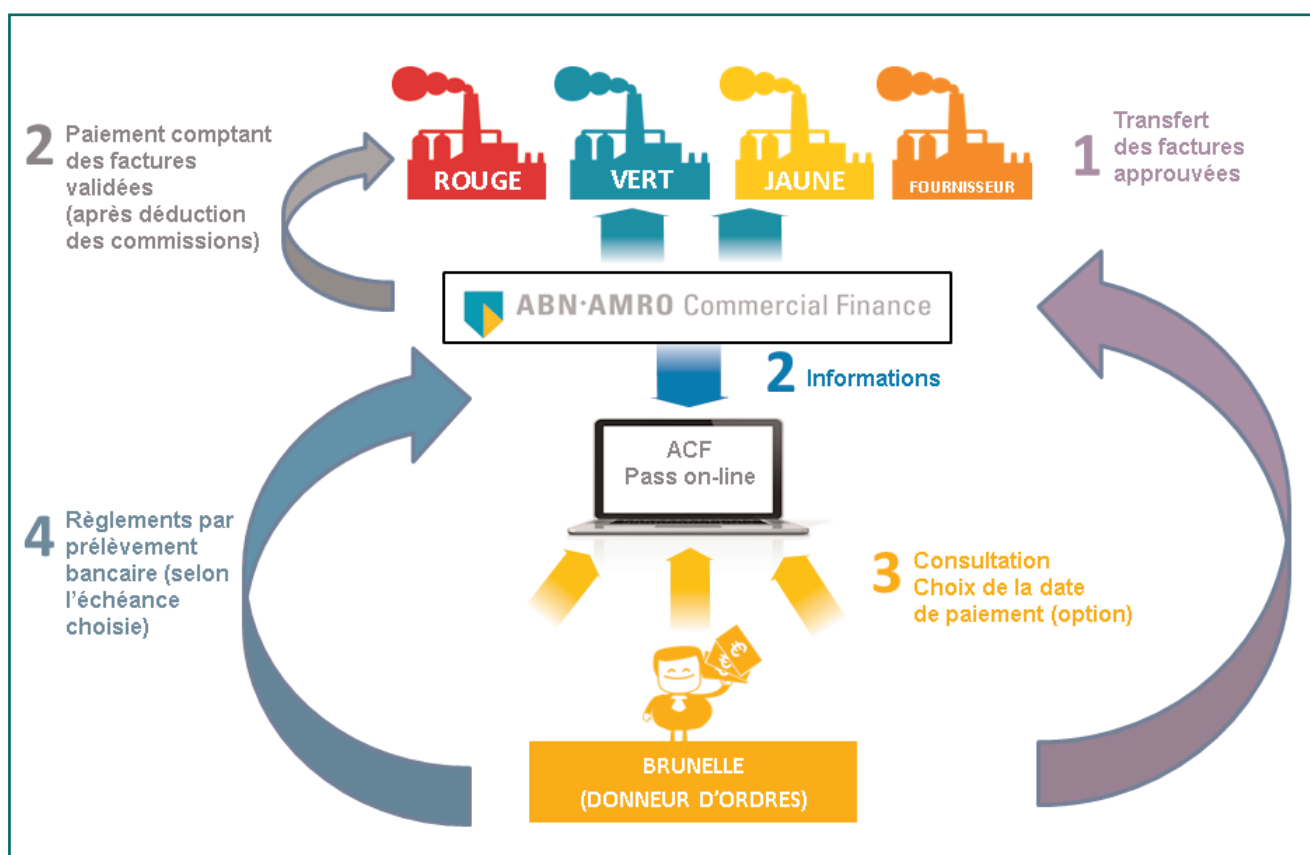 ROUGE
VERT
JAUNE
FOURNISSEUR
2
Paiement comptant
des factures
validées
(après déduction
des commissions)
1
Transfert
des factures
approuvées
ABN·AMRO Commercial Finance
2
Informations
ACF
Pass on-line
4
Règlements par
prélèvement
bancaire (selon
l'échéance
choisie)
3
Consultation
Choix de la date
de paiement (option)
€
€
BRUNELLE
(DONNEUR D'ORDRES)